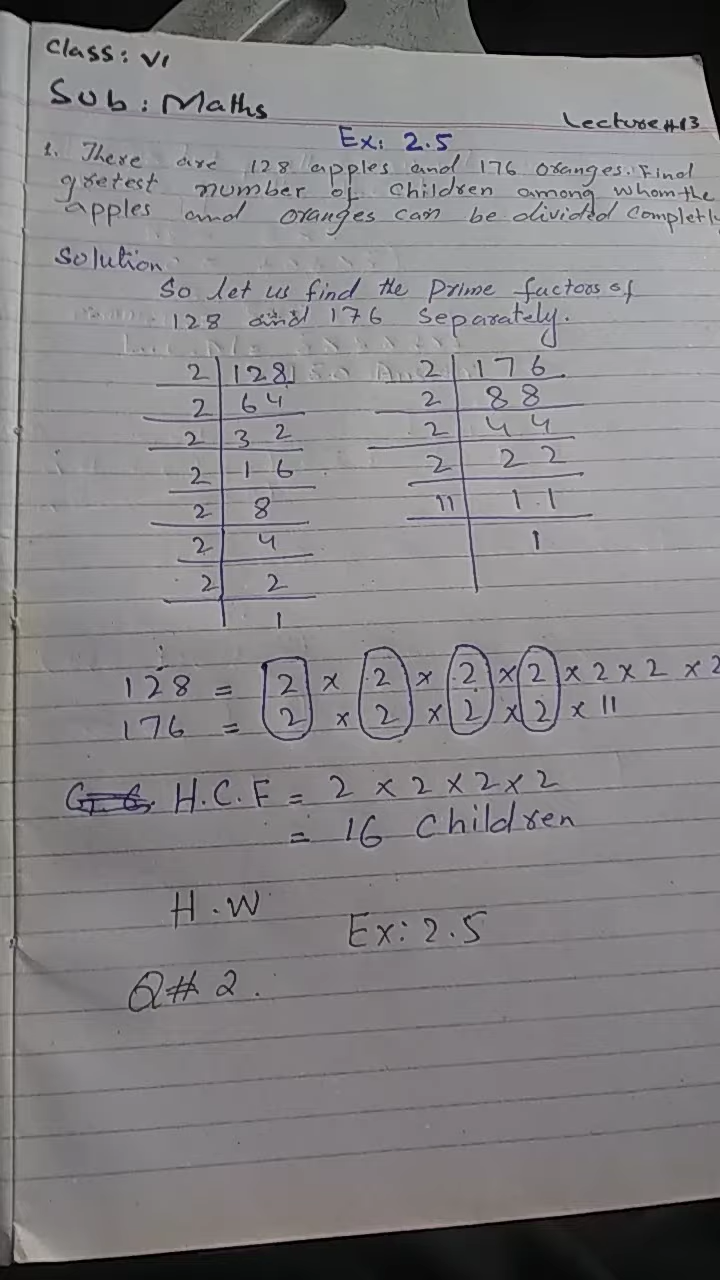 Class: VI
Sub: Maths
Lecture#13
Ex: 2.5
1. There are 128 apples and 176 oranges. Find
gretest number of children among whom the
apples and oranges can be divided completly
Solution
So let us find the Prime factors of
128 and 176 Separately.
2 | 128 2 | 176
2 | 64 2 | 88
2 | 32 2 | 44
2 | 16 2 | 22
2 | 8 11 | 11
2 | 4 1
2 | 2
1
128 = 2 x 2 x 2 x 2 x 2 x 2 x 2
176 = 2 x 2 x 2 x 2 x 11
H.C.F = 2 x 2 x 2 x 2
= 16 Children
H.W
Ex: 2.5
Q# 2.